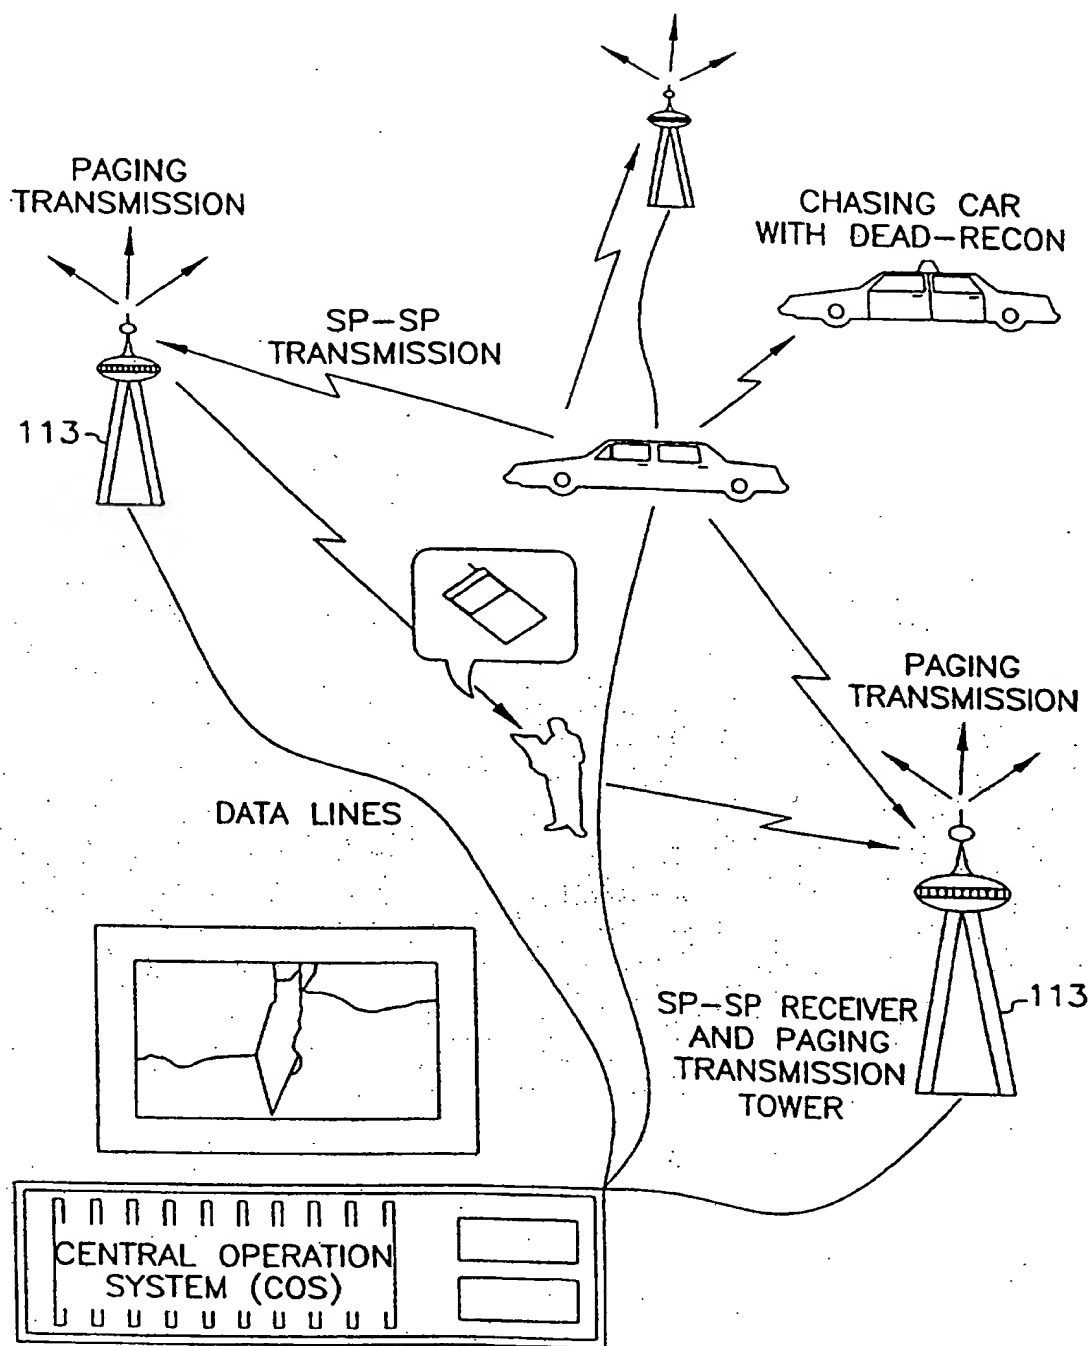 PAGING
TRANSMISSION
CHASING CAR
WITH DEAD-RECON
SP-SP
TRANSMISSION
113
PAGING
TRANSMISSION
DATA LINES
SP-SP RECEIVER
AND PAGING
TRANSMISSION
TOWER
113
CENTRAL OPERATION
SYSTEM (COS)